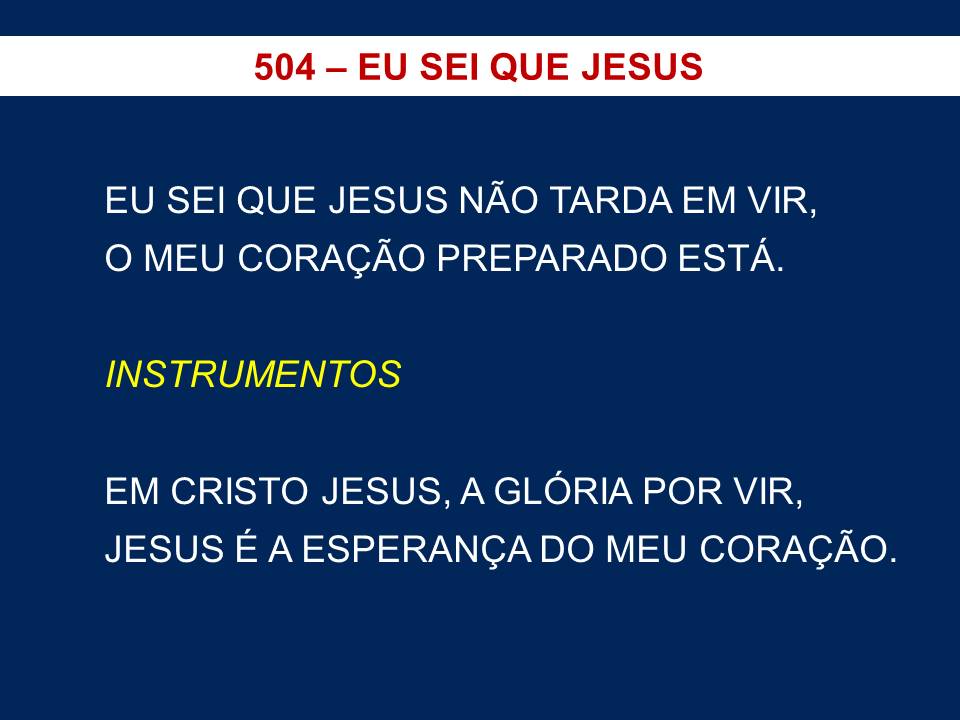 504 – EU SEI QUE JESUS
EU SEI QUE JESUS NÃO TARDA EM VIR,
O MEU CORAÇÃO PREPARADO ESTÁ.
INSTRUMENTOS
EM CRISTO JESUS, A GLÓRIA POR VIR,
JESUS É A ESPERANÇA DO MEU CORAÇÃO.